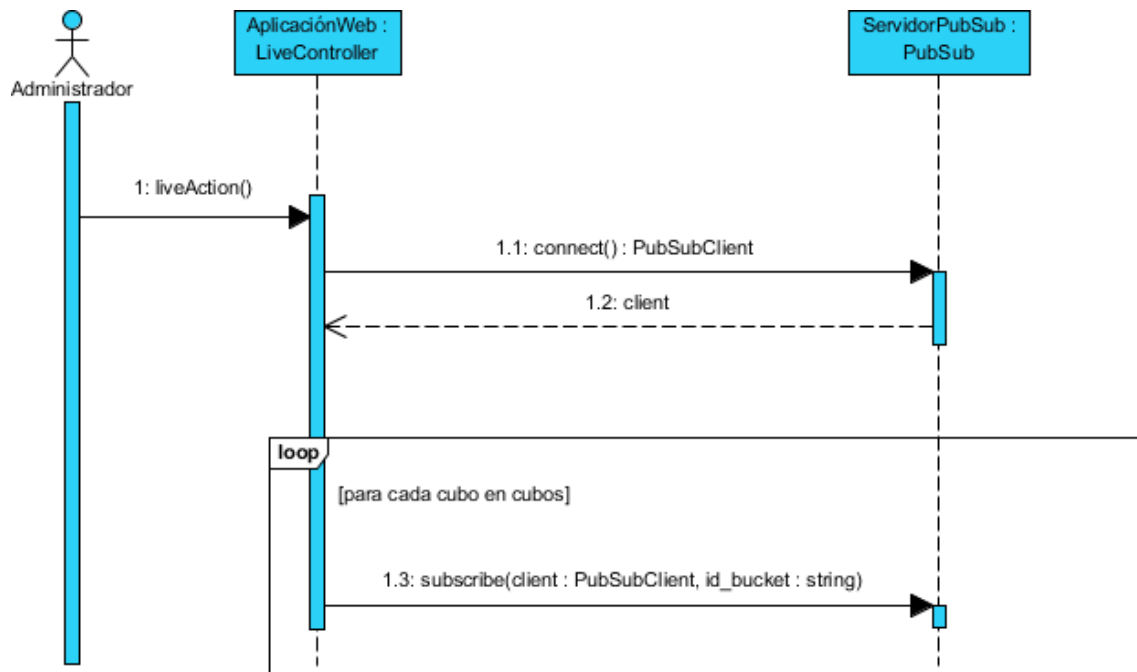 AplicaciónWeb :
LiveController
ServidorPubSub :
PubSub
Administrador
1: liveAction()
1.1: connect() : PubSubClient
1.2: client
loop
[para cada cubo en cubos]
1.3: subscribe(client : PubSubClient, id_bucket : string)